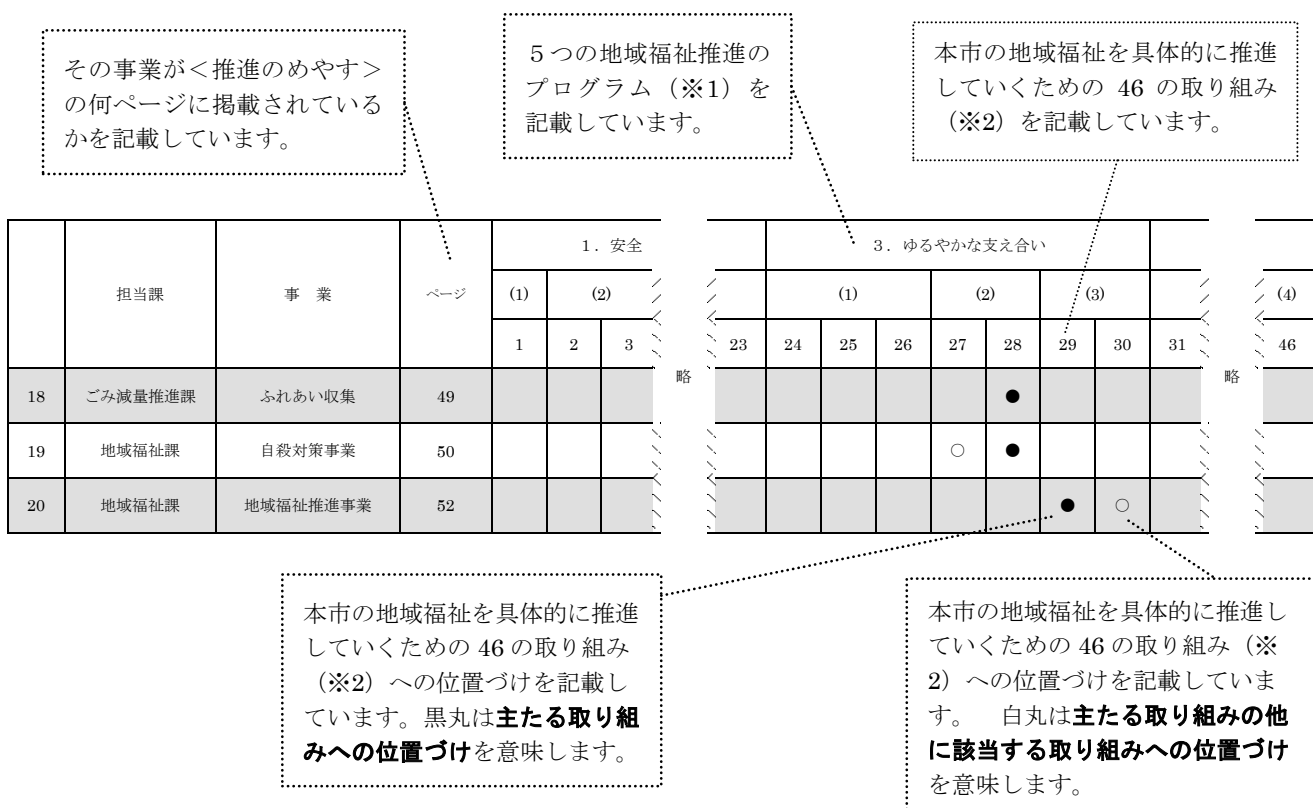 その事業が＜推進のめやす＞
の何ページに掲載されている
かを記載しています。
５つの地域福祉推進の
プログラム（※1）を
記載しています。
本市の地域福祉を具体的に推進
していくための 46 の取り組み
（※2）を記載しています。
担当課 事　業 ページ 1．安全 略 3．ゆるやかな支え合い 略
(1) (2) (1) (2) (3) (4)
1 2 3 23 24 25 26 27 28 29 30 31 46
18 ごみ減量推進課 ふれあい収集 49 ●
19 地域福祉課 自殺対策事業 50 ○ ●
20 地域福祉課 地域福祉推進事業 52 ● ○
本市の地域福祉を具体的に推進
していくための 46 の取り組み
（※2）への位置づけを記載し
ています。黒丸は主たる取り組
みへの位置づけを意味します。
本市の地域福祉を具体的に推進し
ていくための 46 の取り組み（※
2）への位置づけを記載していま
す。　白丸は主たる取り組みの他
に該当する取り組みへの位置づけ
を意味します。